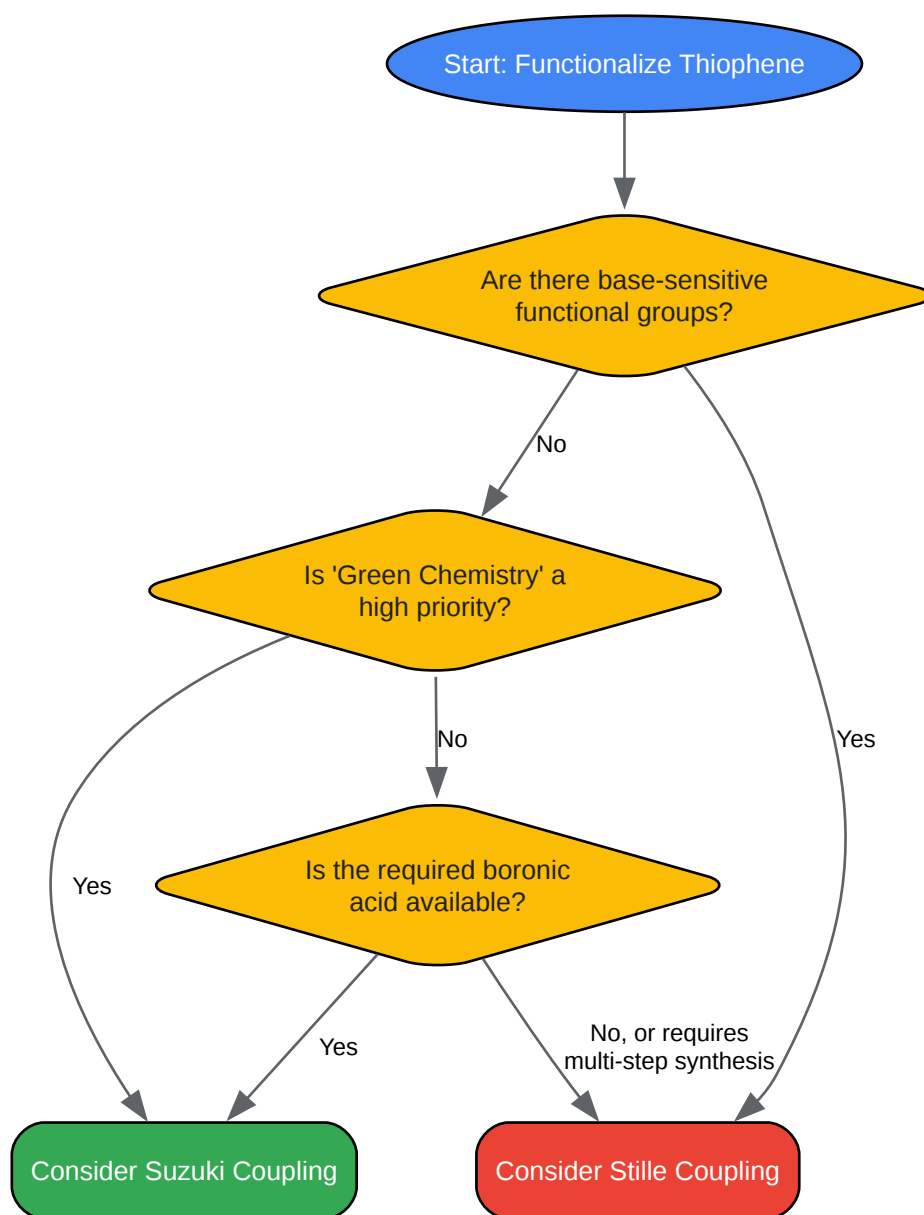 Start: Functionalize Thiophene
Are there base-sensitive
functional groups?
No
Is 'Green Chemistry' a
high priority?
No
Yes
Is the required boronic
acid available?
Yes
Yes
No, or requires
multi-step synthesis
Consider Suzuki Coupling
Consider Stille Coupling